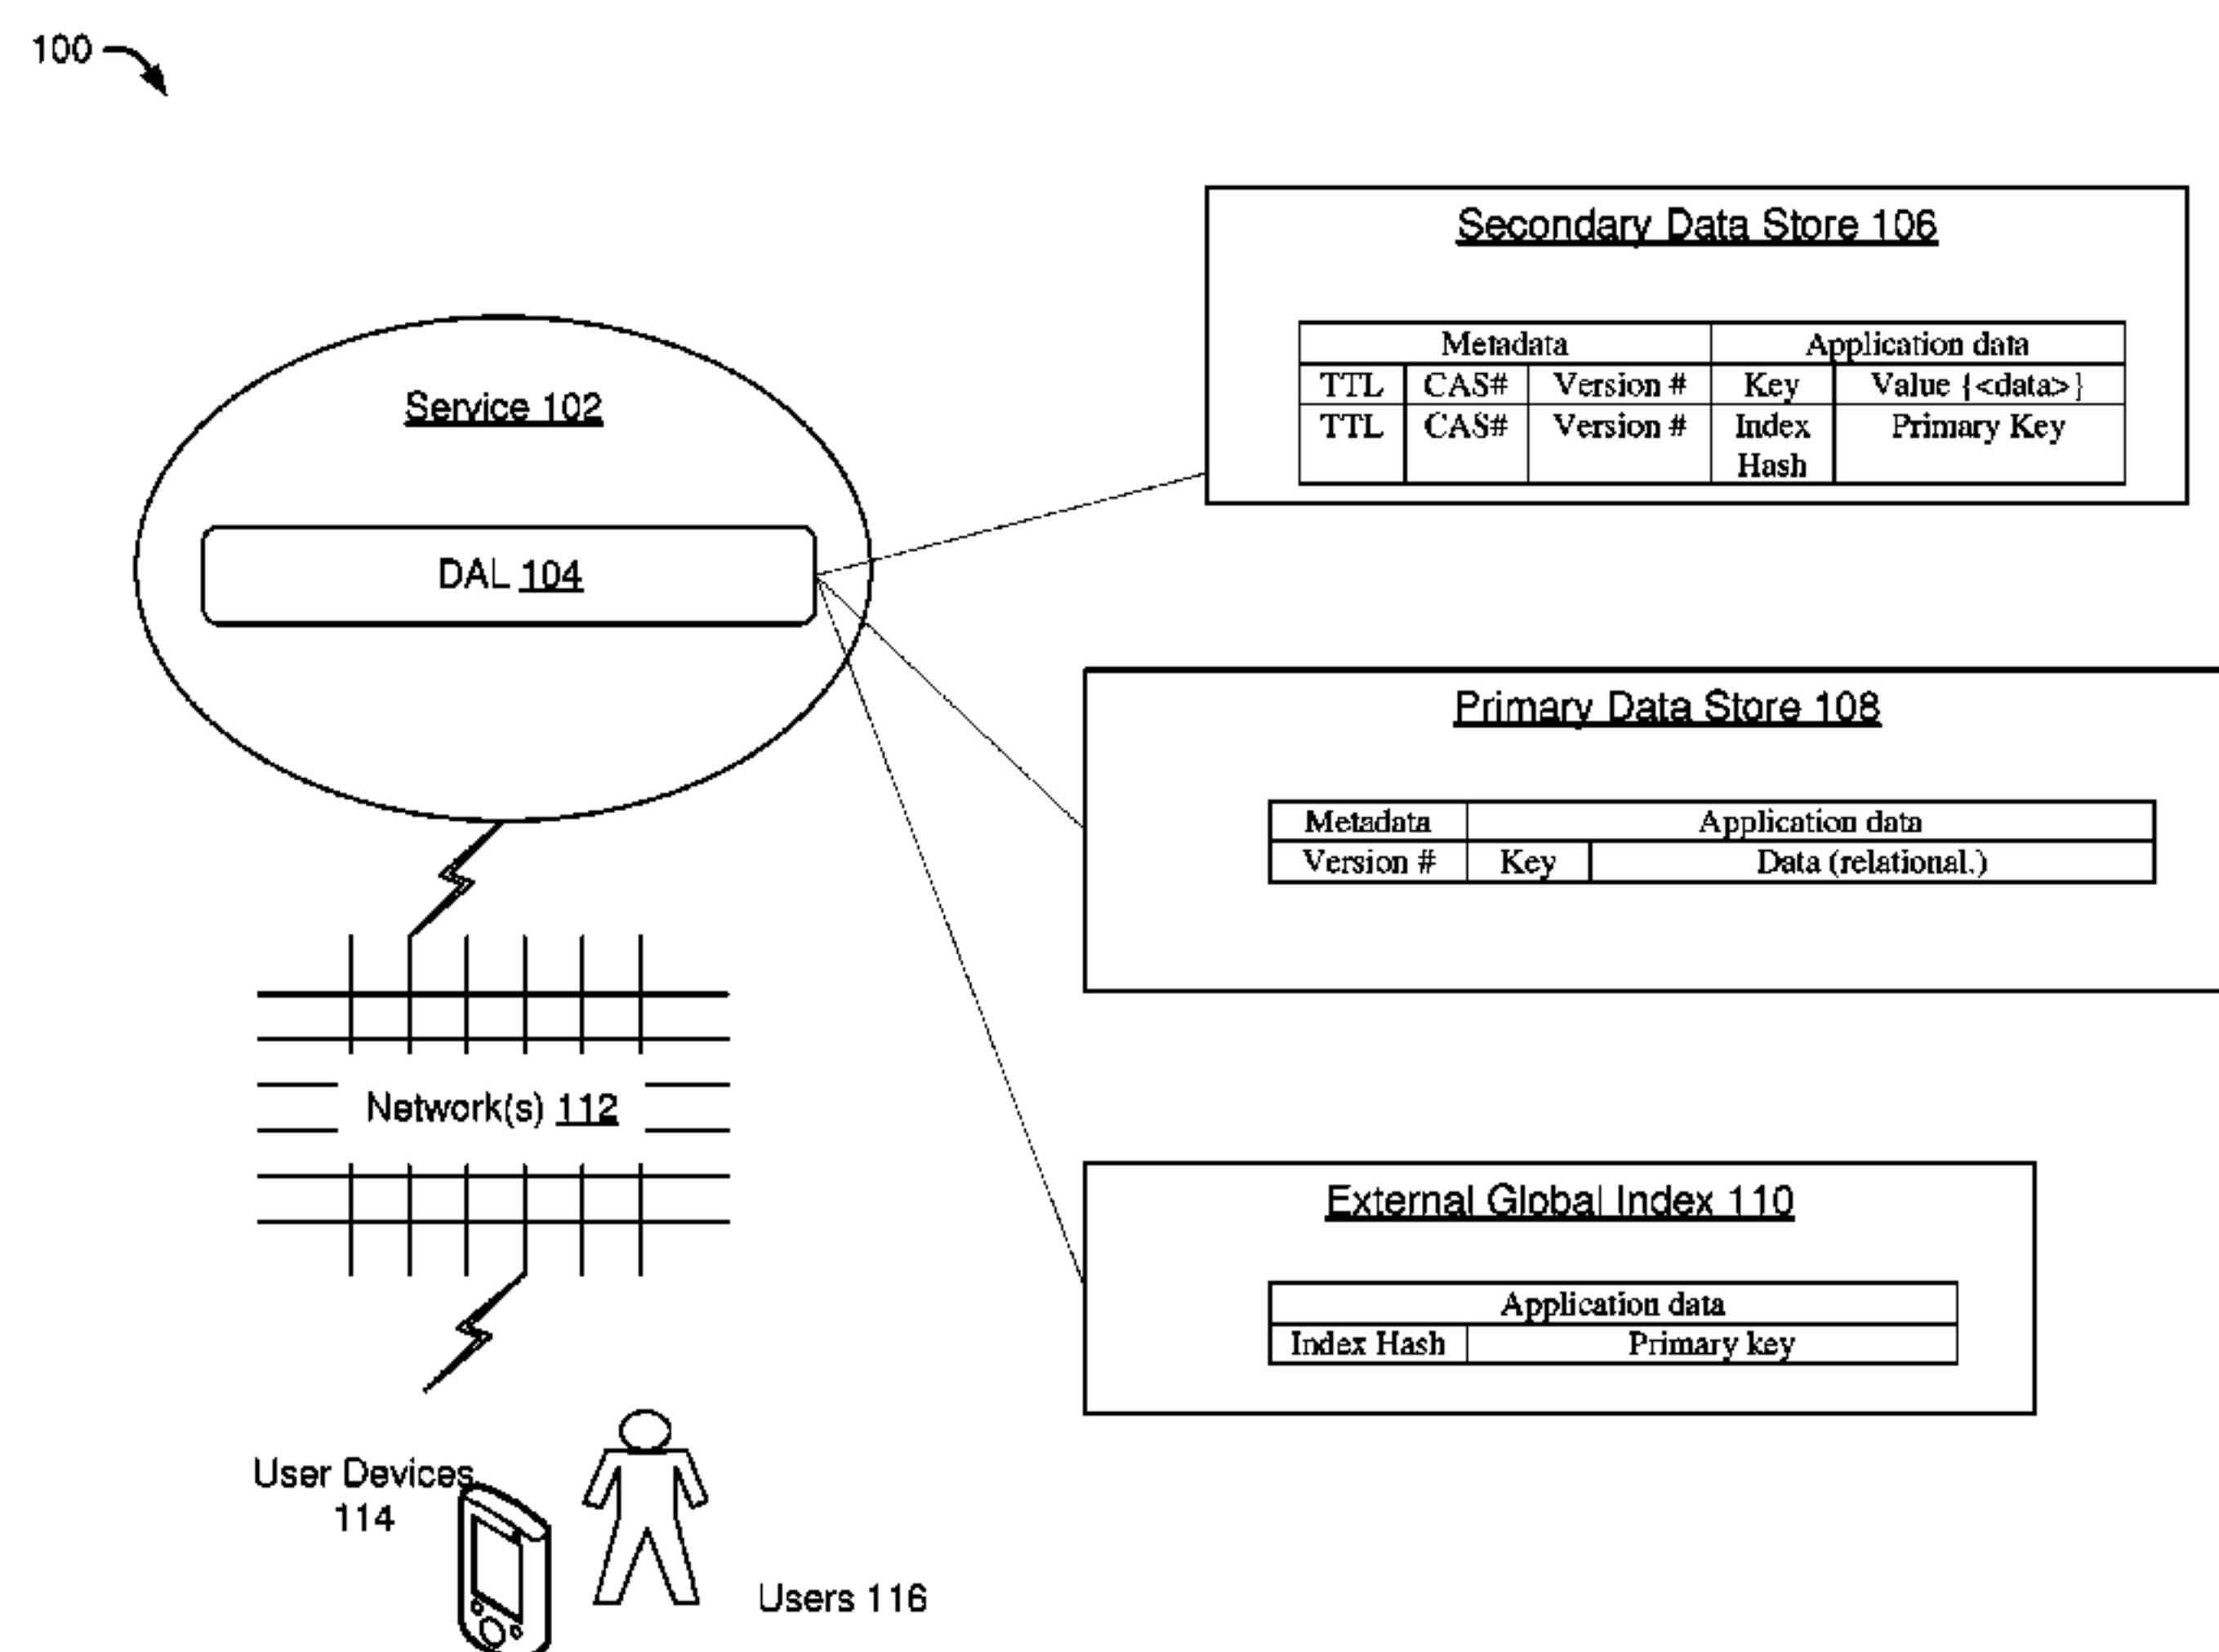 100
Secondary Data Store 106
Metadata Application data
TTL CAS# Version # Key Value {<data>}
TTL CAS# Version # Index Hash Primary Key
Service 102
DAL 104
Primary Data Store 108
Metadata Application data
Version # Key Data (relational.)
Network(s) 112
External Global Index 110
Application data
Index Hash Primary key
User Devices
114
Users 116